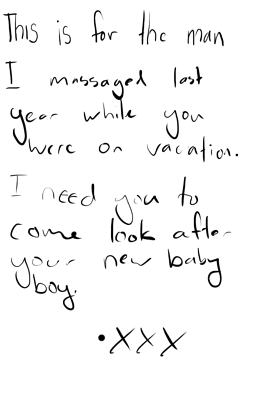 This is for the man
I massaged last
year while you
were on vacation.
I need you to
come look after
your new baby
boy.
•XXX